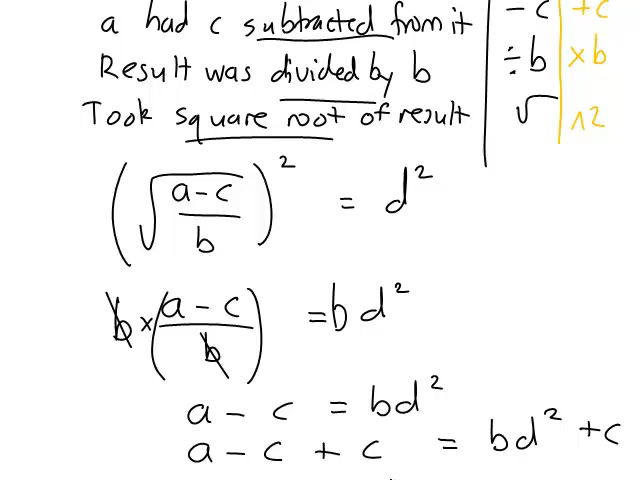 a had c subtracted from it | - c | +c
Result was divided by b | ÷ b | × b
Took square root of result | √ | ^2
(√((a-c)/b))² = d²
b × ((a - c)/b) = b d²
a - c = bd²
a - c + c = bd² + c